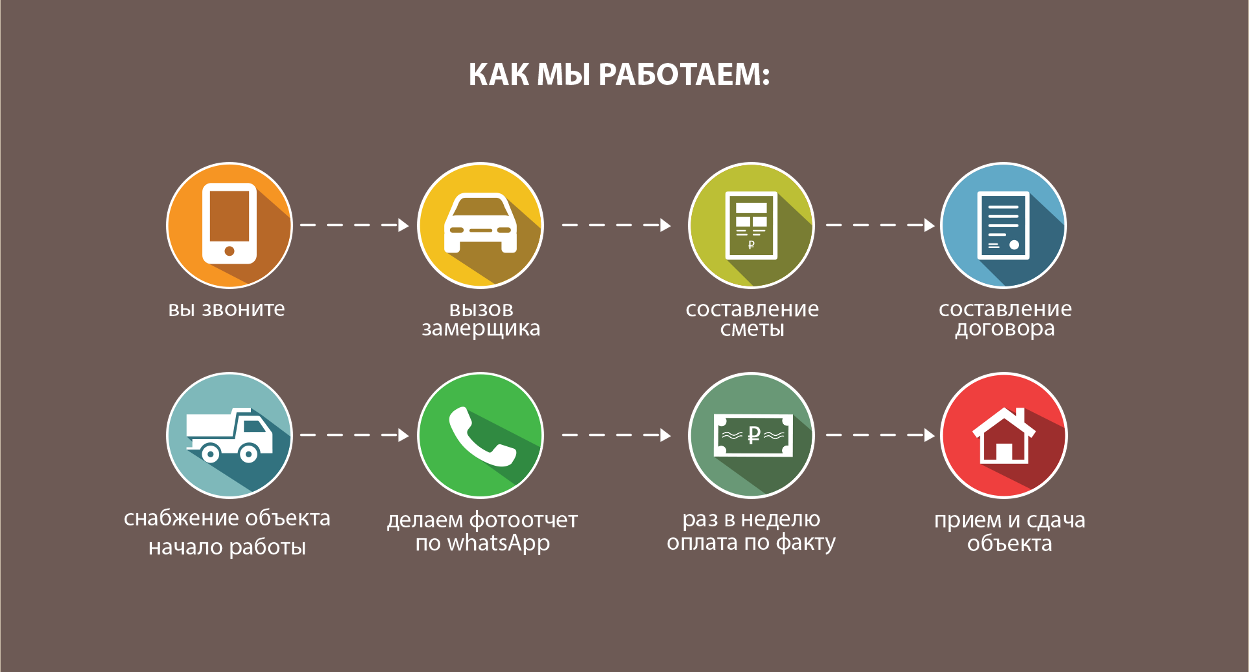 КАК МЫ РАБОТАЕМ:
вы звоните
вызов
замерщика
составление
сметы
₽
составление
договора
снабжение объекта
начало работы
делаем фотоотчет
по whatsApp
₽
раз в неделю
оплата по факту
прием и сдача
объекта